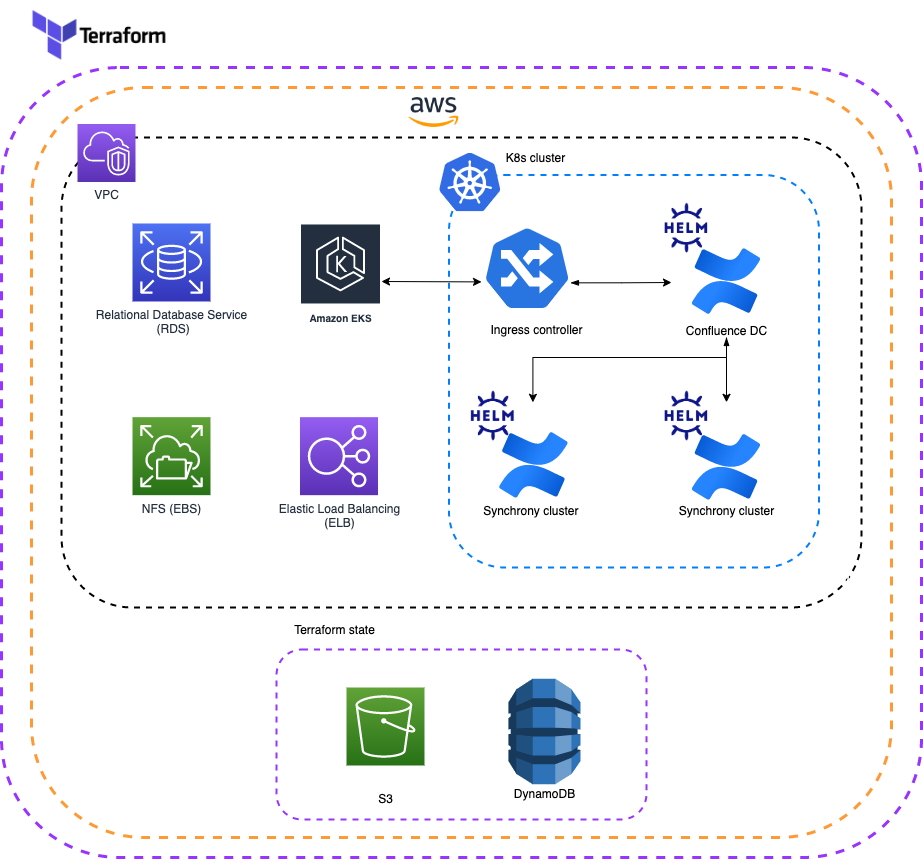 Terraform
aws
VPC
K8s cluster
HELM
Relational Database Service
(RDS)
K
Amazon EKS
Ingress controller
Confluence DC
HELM
HELM
NFS (EBS)
Elastic Load Balancing
(ELB)
Synchrony cluster
Synchrony cluster
Terraform state
S3
DynamoDB